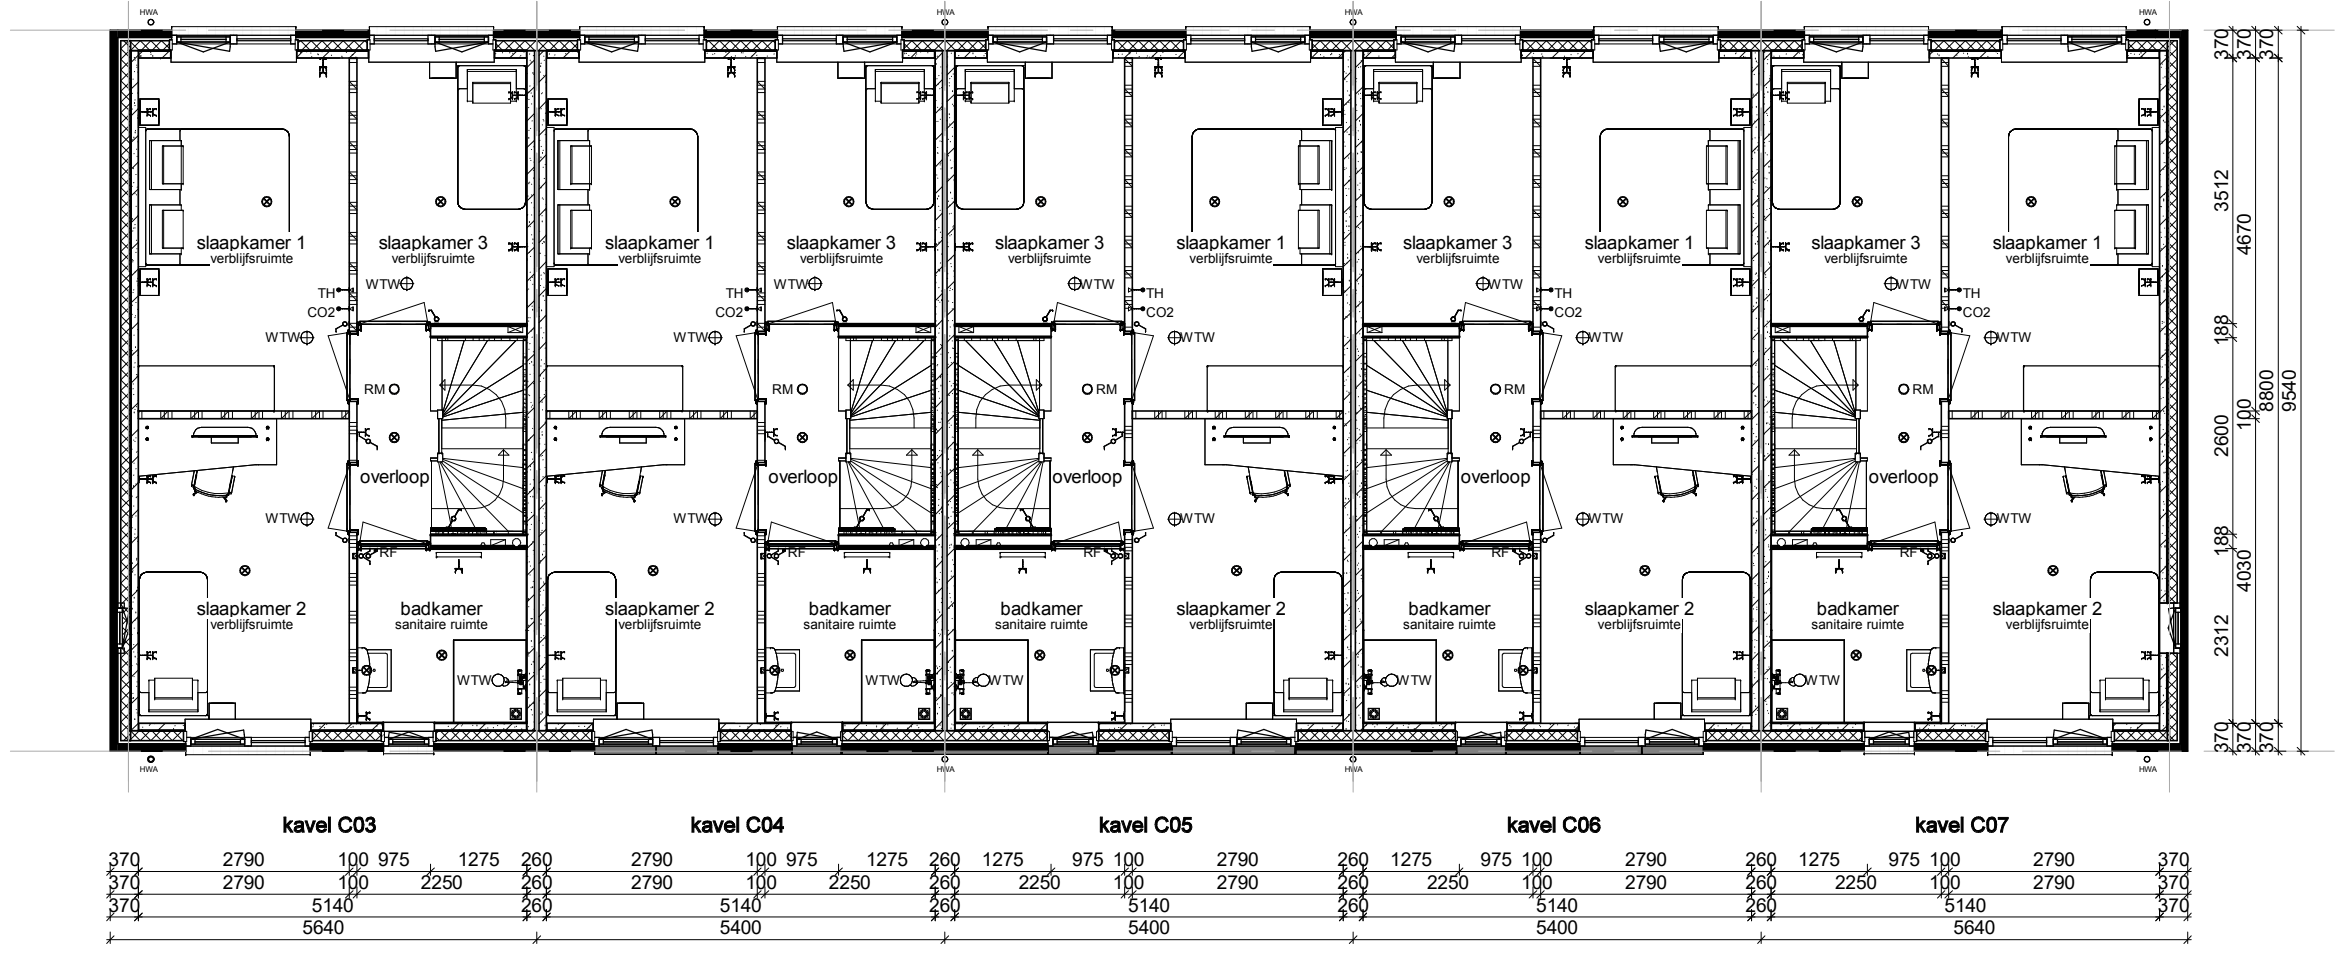 HWA HWA HWA HWA
370 370 370
slaapkamer 1 slaapkamer 3 slaapkamer 1 slaapkamer 3 slaapkamer 3 slaapkamer 1 slaapkamer 3 slaapkamer 1 slaapkamer 3 slaapkamer 1
verblijfsruimte verblijfsruimte verblijfsruimte verblijfsruimte verblijfsruimte verblijfsruimte verblijfsruimte verblijfsruimte verblijfsruimte verblijfsruimte
3512 4670
WTW WTW WTW WTW WTW
TH TH TH TH TH
CO2 CO2 CO2 CO2 CO2
WTW WTW WTW WTW WTW
188
RM RM RM RM RM
8800 9540
2600 100
overloop overloop overloop overloop overloop
WTW WTW WTW WTW WTW
188
RF RF RF RF RF
4030
slaapkamer 2 badkamer slaapkamer 2 badkamer badkamer slaapkamer 2 badkamer slaapkamer 2 badkamer slaapkamer 2
verblijfsruimte sanitaire ruimte verblijfsruimte sanitaire ruimte sanitaire ruimte verblijfsruimte sanitaire ruimte verblijfsruimte sanitaire ruimte verblijfsruimte
2312
WTW WTW WTW WTW WTW
370 370 370
HWA HWA HWA HWA
kavel C03 kavel C04 kavel C05 kavel C06 kavel C07
370 2790 100 975 1275 260 2790 100 975 1275 260 1275 975 100 2790 260 1275 975 100 2790 260 1275 975 100 2790 370
370 2790 100 2250 260 2790 100 2250 260 2250 100 2790 260 2250 100 2790 260 2250 100 2790 370
370 5140 260 5140 260 5140 260 5140 260 5140 370
5640 5400 5400 5400 5640